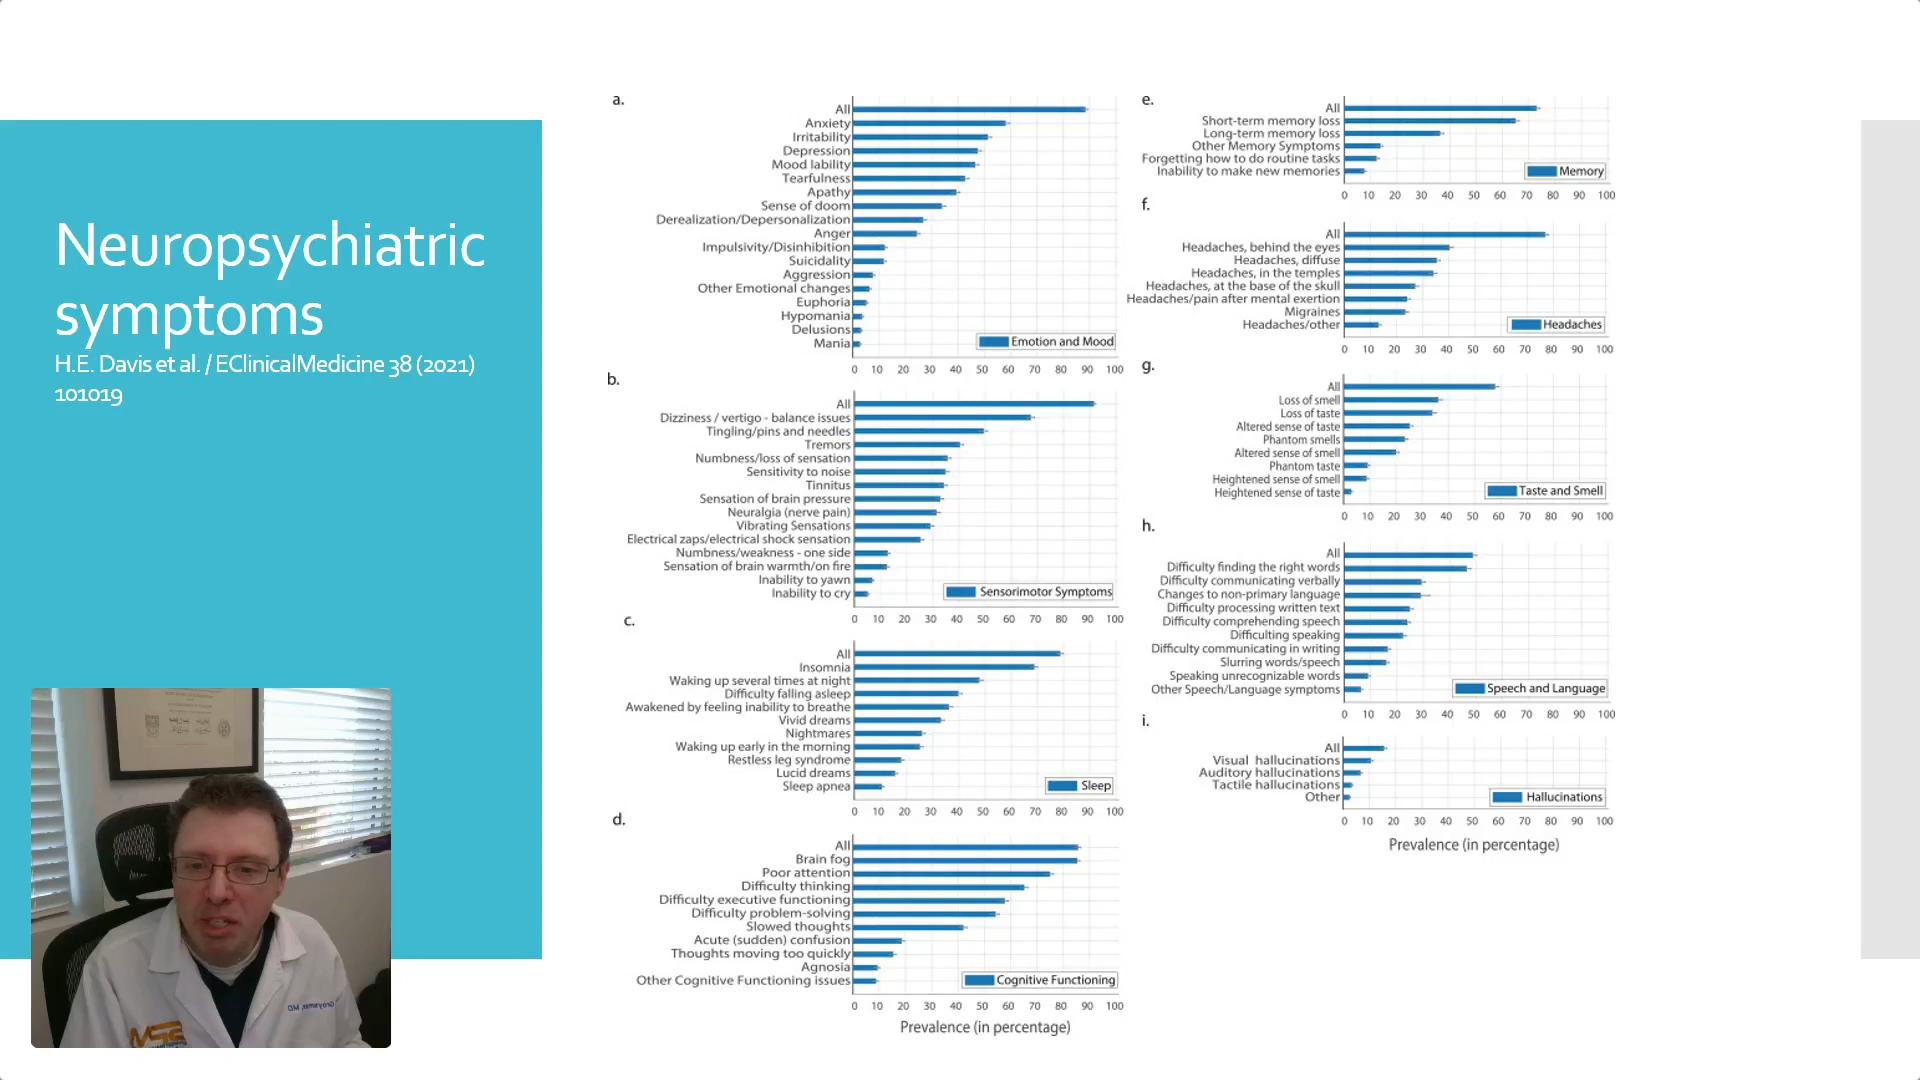 Neuropsychiatric
symptoms
H.E. Davis et al. / EClinicalMedicine 38 (2021)
101019
a.
All
Anxiety
Irritability
Depression
Mood lability
Tearfulness
Apathy
Sense of doom
Derealization/Depersonalization
Anger
Impulsivity/Disinhibition
Suicidality
Aggression
Other Emotional changes
Euphoria
Hypomania
Delusions
Mania
Emotion and Mood
0 10 20 30 40 50 60 70 80 90 100
b.
All
Dizziness / vertigo - balance issues
Tingling/pins and needles
Tremors
Numbness/loss of sensation
Sensitivity to noise
Tinnitus
Sensation of brain pressure
Neuralgia (nerve pain)
Vibrating Sensations
Electrical zaps/electrical shock sensation
Numbness/weakness - one side
Sensation of brain warmth/on fire
Inability to yawn
Inability to cry
Sensorimotor Symptoms
0 10 20 30 40 50 60 70 80 90 100
c.
All
Insomnia
Waking up several times at night
Difficulty falling asleep
Awakened by feeling inability to breathe
Vivid dreams
Nightmares
Waking up early in the morning
Restless leg syndrome
Lucid dreams
Sleep apnea
Sleep
0 10 20 30 40 50 60 70 80 90 100
d.
All
Brain fog
Poor attention
Difficulty thinking
Difficulty executive functioning
Difficulty problem-solving
Slowed thoughts
Acute (sudden) confusion
Thoughts moving too quickly
Agnosia
Other Cognitive Functioning issues
Cognitive Functioning
0 10 20 30 40 50 60 70 80 90 100
Prevalence (in percentage)
e.
All
Short-term memory loss
Long-term memory loss
Other Memory Symptoms
Forgetting how to do routine tasks
Inability to make new memories
Memory
0 10 20 30 40 50 60 70 80 90 100
f.
All
Headaches, behind the eyes
Headaches, diffuse
Headaches, in the temples
Headaches, at the base of the skull
Headaches/pain after mental exertion
Migraines
Headaches/other
Headaches
0 10 20 30 40 50 60 70 80 90 100
g.
All
Loss of smell
Loss of taste
Altered sense of taste
Phantom smells
Altered sense of smell
Phantom taste
Heightened sense of smell
Heightened sense of taste
Taste and Smell
0 10 20 30 40 50 60 70 80 90 100
h.
All
Difficulty finding the right words
Difficulty communicating verbally
Changes to non-primary language
Difficulty processing written text
Difficulty comprehending speech
Difficulting speaking
Difficulty communicating in writing
Slurring words/speech
Speaking unrecognizable words
Other Speech/Language symptoms
Speech and Language
0 10 20 30 40 50 60 70 80 90 100
i.
All
Visual hallucinations
Auditory hallucinations
Tactile hallucinations
Other
Hallucinations
0 10 20 30 40 50 60 70 80 90 100
Prevalence (in percentage)